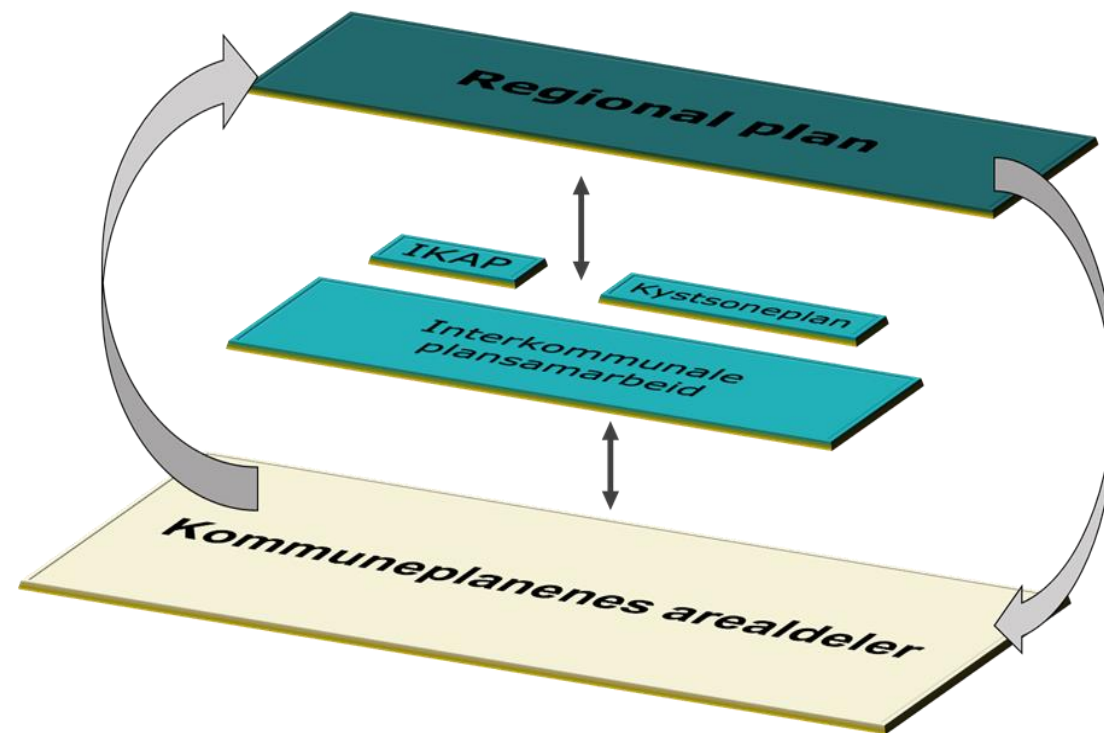 Regional plan
IKAP
Kystsoneplan
Interkommunale
plansamarbeid
Kommuneplanenes arealdeler